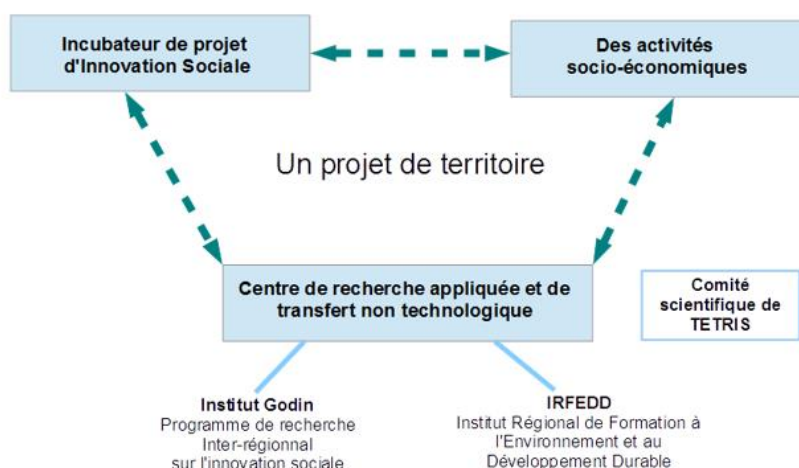 Incubateur de projet
d'Innovation Sociale
Des activités
socio-économiques
Un projet de territoire
Centre de recherche appliquée et de
transfert non technologique
Comité
scientifique de
TETRIS
Institut Godin
Programme de recherche
Inter-régionnal
sur l'innovation sociale
IRFEDD
Institut Régional de Formation à
l'Environnement et au
Développement Durable